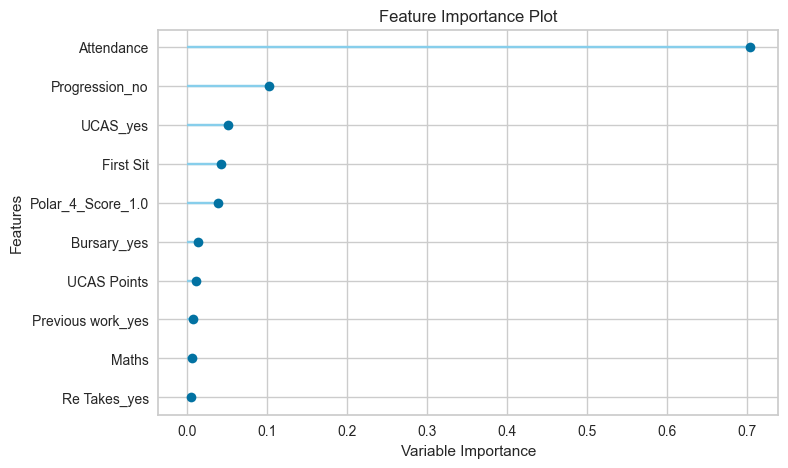 Feature Importance Plot
Features
Attendance
Progression_no
UCAS_yes
First Sit
Polar_4_Score_1.0
Bursary_yes
UCAS Points
Previous work_yes
Maths
Re Takes_yes
0.0 0.1 0.2 0.3 0.4 0.5 0.6 0.7
Variable Importance